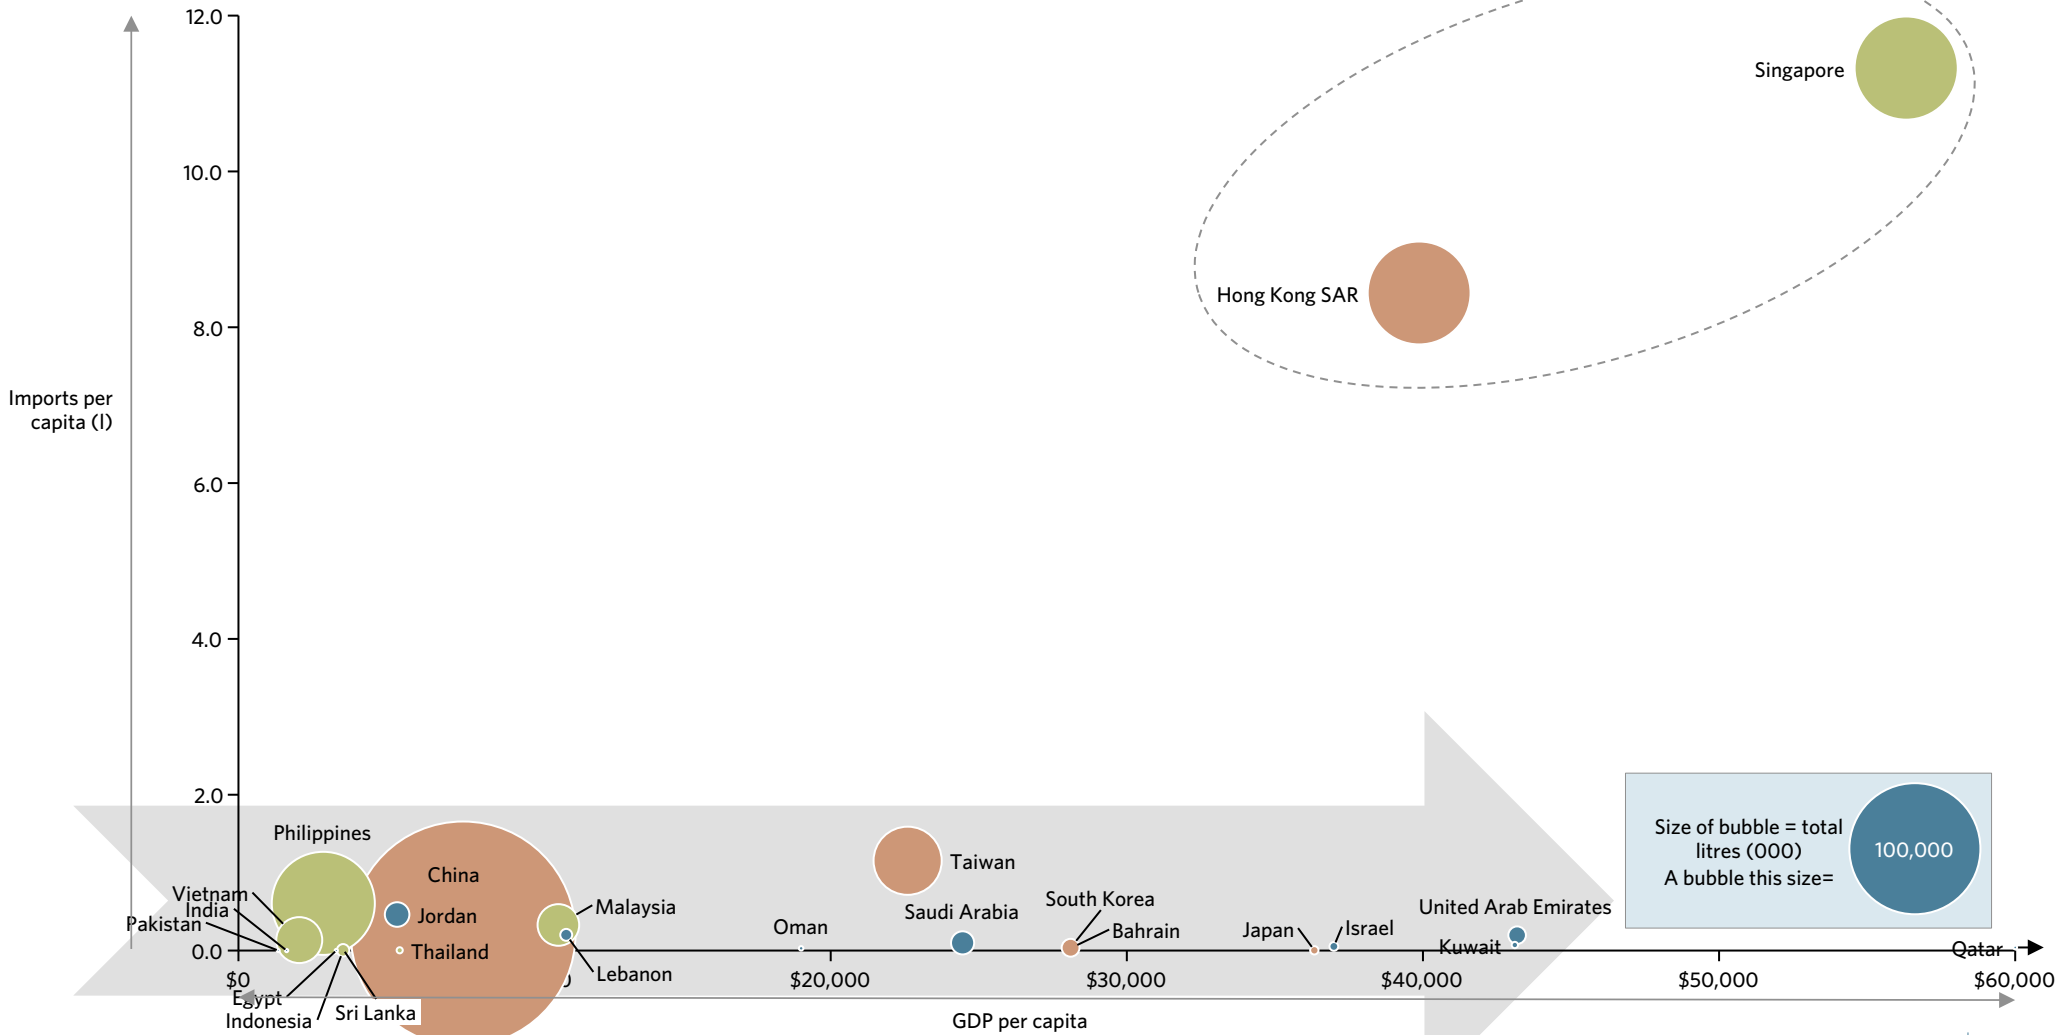 12.0
Singapore
10.0
Hong Kong SAR
8.0
Imports per
capita (l)
6.0
4.0
2.0
Size of bubble = total
litres (000)
A bubble this size=
100,000
Philippines
China
Taiwan
Vietnam
India
Pakistan
Jordan
Malaysia
Thailand
Lebanon
Oman
Saudi Arabia
South Korea
Bahrain
Japan
Israel
United Arab Emirates
Kuwait
Qatar
0.0
$0
0
$20,000
$30,000
$40,000
$50,000
$60,000
Egypt
Indonesia
Sri Lanka
GDP per capita